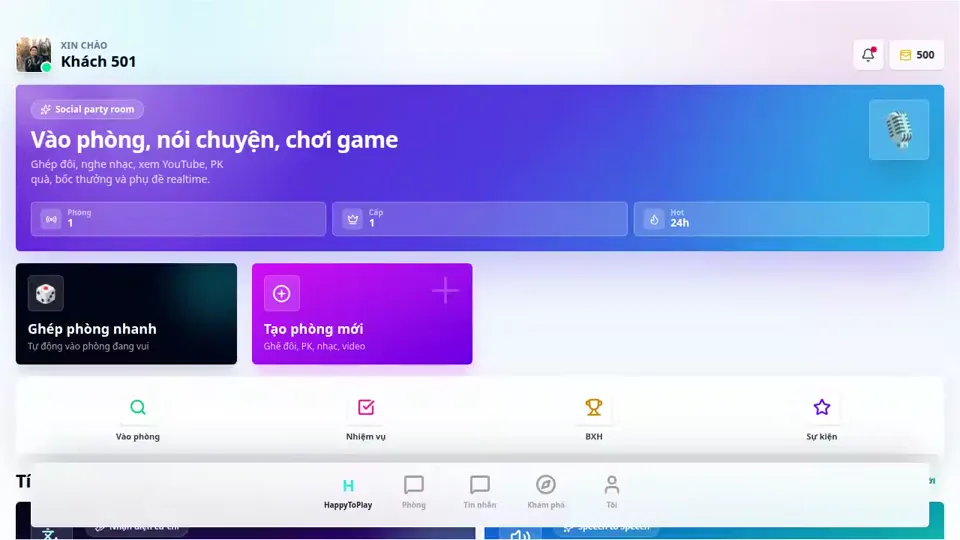 XIN CHÀO
Khách 501
500
Social party room
Vào phòng, nói chuyện, chơi game
Ghép đôi, nghe nhạc, xem YouTube, PK
quà, bốc thưởng và phụ đề realtime.
Phòng
1
Cấp
1
Hot
24h
Ghép phòng nhanh
Tự động vào phòng đang vui
Tạo phòng mới
Ghế đôi, PK, nhạc, video
Vào phòng
Nhiệm vụ
BXH
Sự kiện
HappyToPlay
Phòng
Tin nhắn
Khám phá
Tôi
Speech to speech